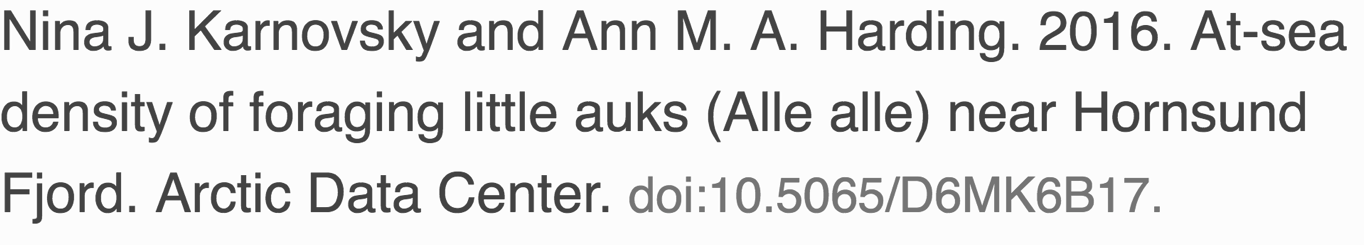 Nina J. Karnovsky and Ann M. A. Harding. 2016. At-sea
density of foraging little auks (Alle alle) near Hornsund
Fjord. Arctic Data Center. doi:10.5065/D6MK6B17.